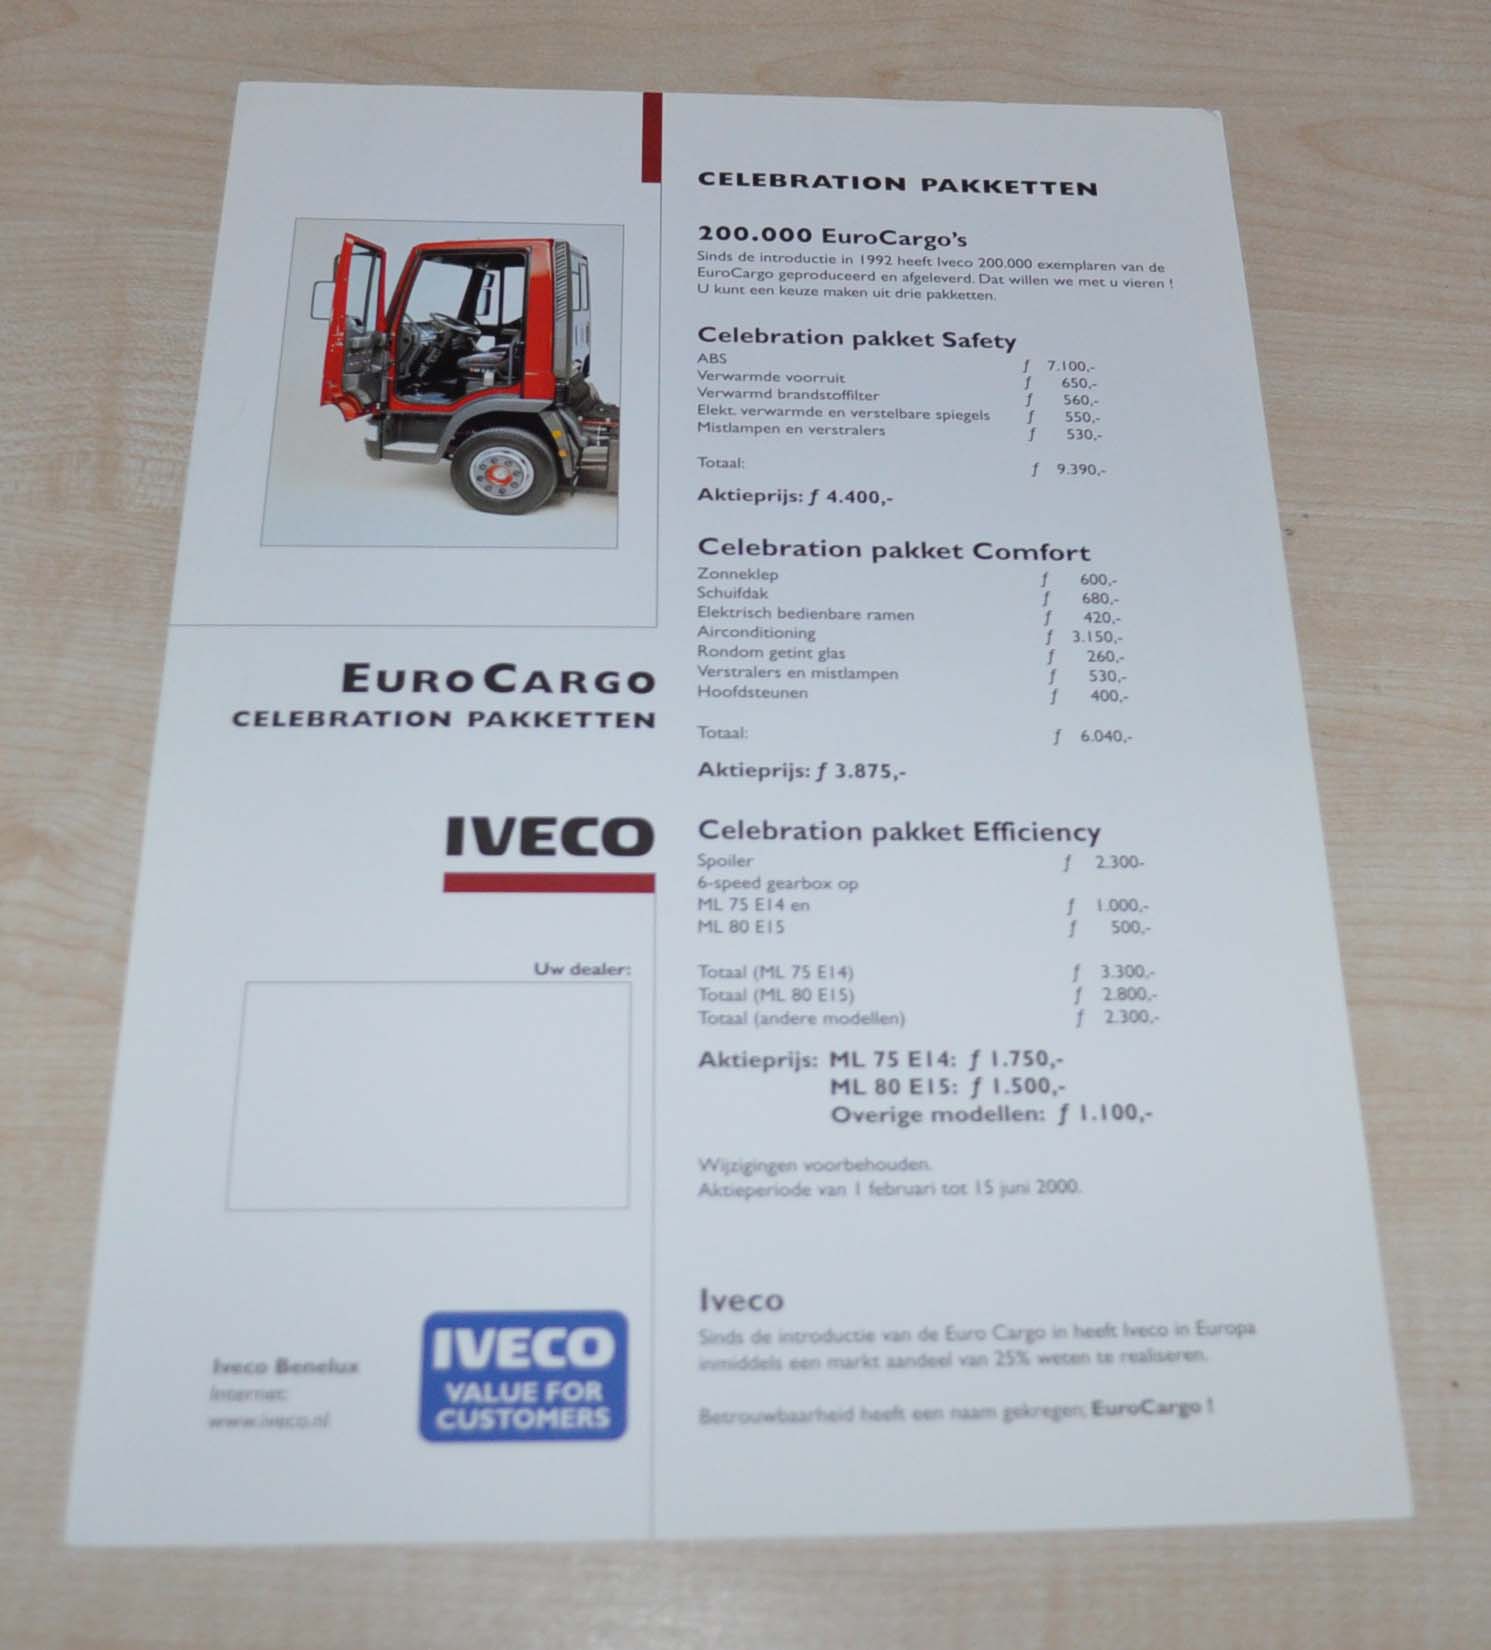 CELEBRATION PAKKETTEN
200.000 EuroCargo's
Sinds de introductie in 1992 heeft Iveco 200.000 exemplaren van de
EuroCargo geproduceerd en afgeleverd. Dat willen we met u vieren !
U kunt een keuze maken uit drie pakketten.
Celebration pakket Safety
ABS ƒ 7.100,-
Verwarmde voorruit ƒ 650,-
Verwarmd brandstoffilter ƒ 560,-
Elekt. verwarmde en verstelbare spiegels ƒ 550,-
Mistlampen en verstralers ƒ 530,-
Totaal: ƒ 9.390,-
Aktieprijs: ƒ 4.400,-
Celebration pakket Comfort
Zonneklep ƒ 600,-
Schuifdak ƒ 680,-
Elektrisch bedienbare ramen ƒ 420,-
Airconditioning ƒ 3.150,-
Rondom getint glas ƒ 260,-
Verstralers en mistlampen ƒ 530,-
Hoofdsteunen ƒ 400,-
Totaal: ƒ 6.040,-
Aktieprijs: ƒ 3.875,-
Celebration pakket Efficiency
Spoiler ƒ 2.300-
6-speed gearbox op
ML 75 E14 en ƒ 1.000,-
ML 80 E15 ƒ 500,-
Totaal (ML 75 E14) ƒ 3.300,-
Totaal (ML 80 E15) ƒ 2.800,-
Totaal (andere modellen) ƒ 2.300,-
Aktieprijs: ML 75 E14: ƒ 1.750,-
ML 80 E15: ƒ 1.500,-
Overige modellen: ƒ 1.100,-
Wijzigingen voorbehouden.
Aktieperiode van 1 februari tot 15 juni 2000.
Iveco
Sinds de introductie van de Euro Cargo in heeft Iveco in Europa
inmiddels een markt aandeel van 25% weten te realiseren.
Betrouwbaarheid heeft een naam gekregen; EuroCargo !
EUROCARGO
CELEBRATION PAKKETTEN
IVECO
Uw dealer:
Iveco Benelux
Internet:
www.iveco.nl
IVECO
VALUE FOR
CUSTOMERS